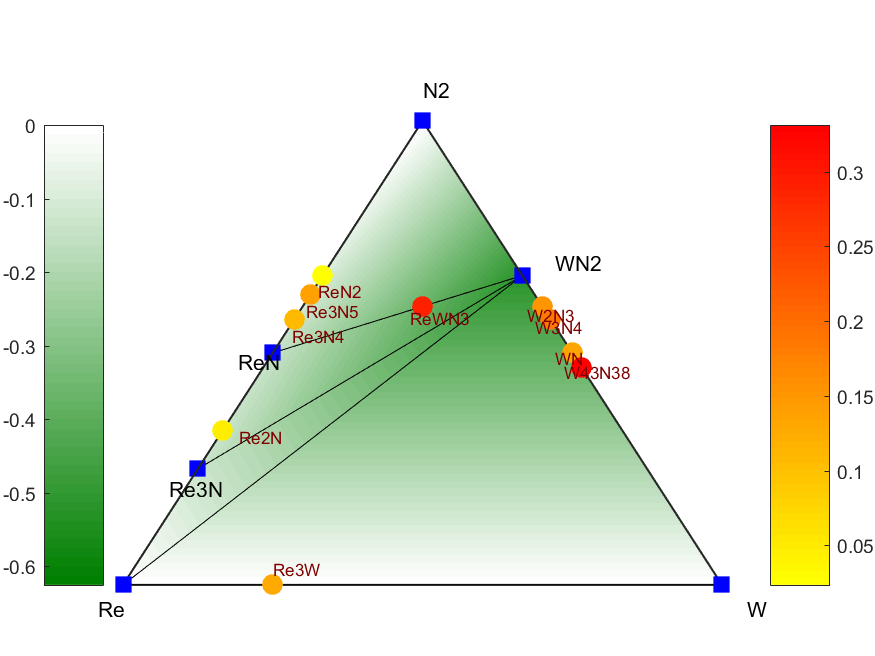 N2
0
-0.1
-0.2
-0.3
-0.4
-0.5
-0.6
0.3
0.25
0.2
0.15
0.1
0.05
WN2
ReN2
Re3N5
Re3N4
ReWN3
W2N3
W3N4
WN
W43N38
ReN
Re2N
Re3N
Re3W
Re
W